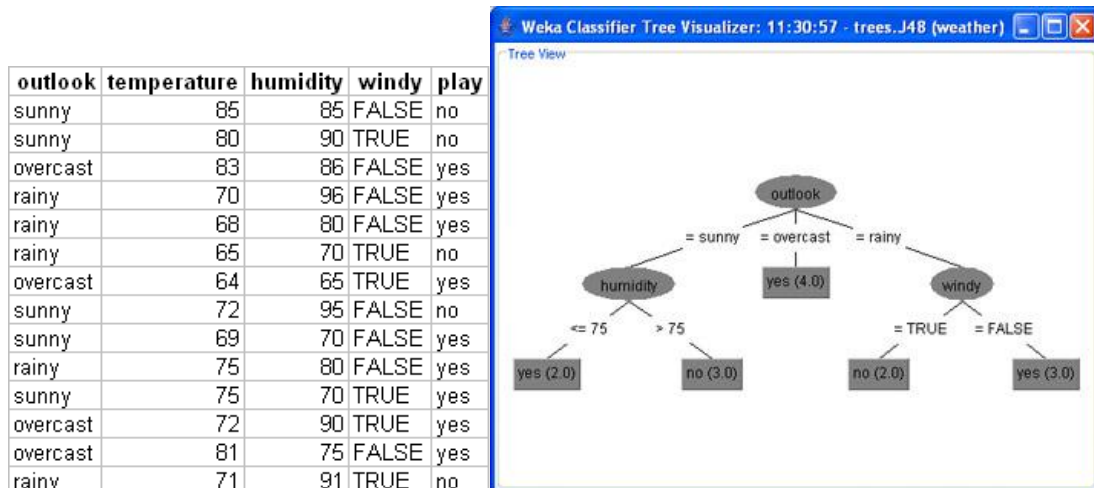 outlook temperature humidity windy play
sunny 85 85 FALSE no
sunny 80 90 TRUE no
overcast 83 86 FALSE yes
rainy 70 96 FALSE yes
rainy 68 80 FALSE yes
rainy 65 70 TRUE no
overcast 64 65 TRUE yes
sunny 72 95 FALSE no
sunny 69 70 FALSE yes
rainy 75 80 FALSE yes
sunny 75 70 TRUE yes
overcast 72 90 TRUE yes
overcast 81 75 FALSE yes
rainy 71 91 TRUE no
Weka Classifier Tree Visualizer: 11:30:57 - trees.J48 (weather)
Tree View
outlook
= sunny = overcast = rainy
humidity yes (4.0) windy
<= 75 > 75 = TRUE = FALSE
yes (2.0) no (3.0) no (2.0) yes (3.0)